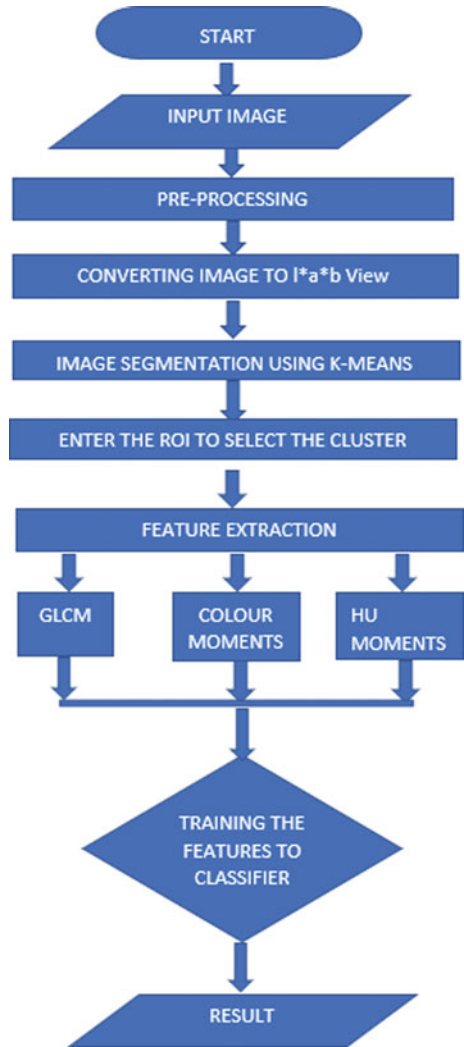 START
INPUT IMAGE
PRE-PROCESSING
CONVERTING IMAGE TO l*a*b View
IMAGE SEGMENTATION USING K-MEANS
ENTER THE ROI TO SELECT THE CLUSTER
FEATURE EXTRACTION
GLCM
COLOUR
MOMENTS
HU
MOMENTS
TRAINING THE
FEATURES TO
CLASSIFIER
RESULT